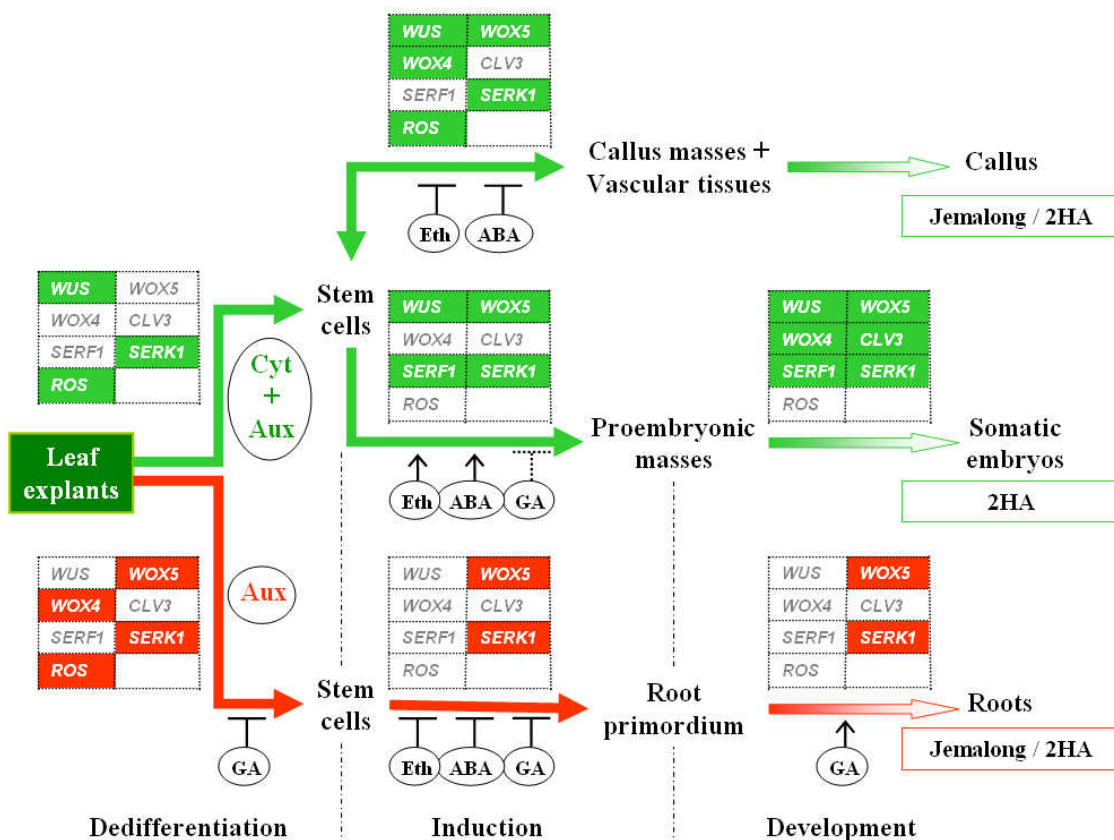 WUS WOX5
WOX4 CLV3
SERF1 SERK1
ROS
Callus masses +
Vascular tissues
Callus
Jemalong / 2HA
Eth ABA
WUS WOX5
WOX4 CLV3
SERF1 SERK1
ROS
Stem
cells
Cyt
+
Aux
WUS WOX5
WOX4 CLV3
SERF1 SERK1
ROS
WUS WOX5
WOX4 CLV3
SERF1 SERK1
ROS
Leaf
explants
Proembryonic
masses
Somatic
embryos
2HA
Eth ABA GA
WUS WOX5
WOX4 CLV3
SERF1 SERK1
ROS
Aux
WUS WOX5
WOX4 CLV3
SERF1 SERK1
ROS
WUS WOX5
WOX4 CLV3
SERF1 SERK1
ROS
Stem
cells
Root
primordium
Roots
Jemalong / 2HA
GA
Eth ABA GA
GA
Dedifferentiation Induction Development